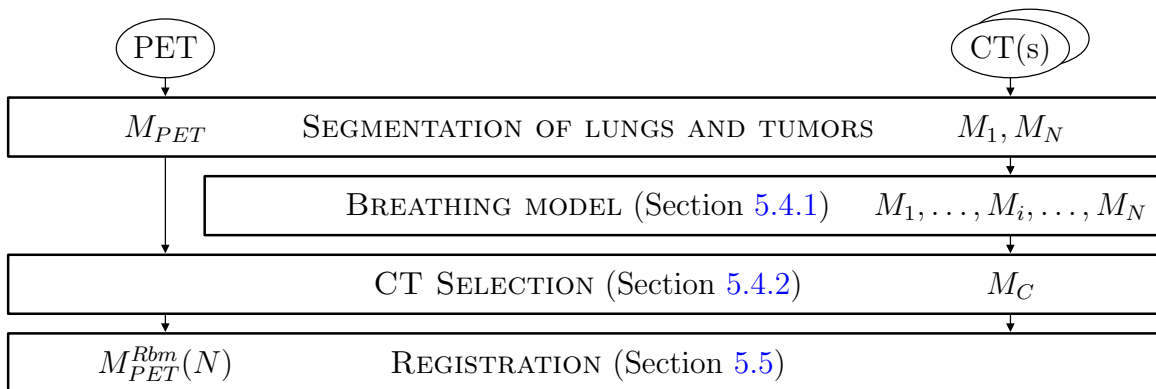 PET CT(s)
M_{PET} SEGMENTATION OF LUNGS AND TUMORS M_1, M_N
BREATHING MODEL (Section 5.4.1) M_1, . . . , M_i, . . . , M_N
CT SELECTION (Section 5.4.2) M_C
M_{PET}^{Rbm}(N) REGISTRATION (Section 5.5)